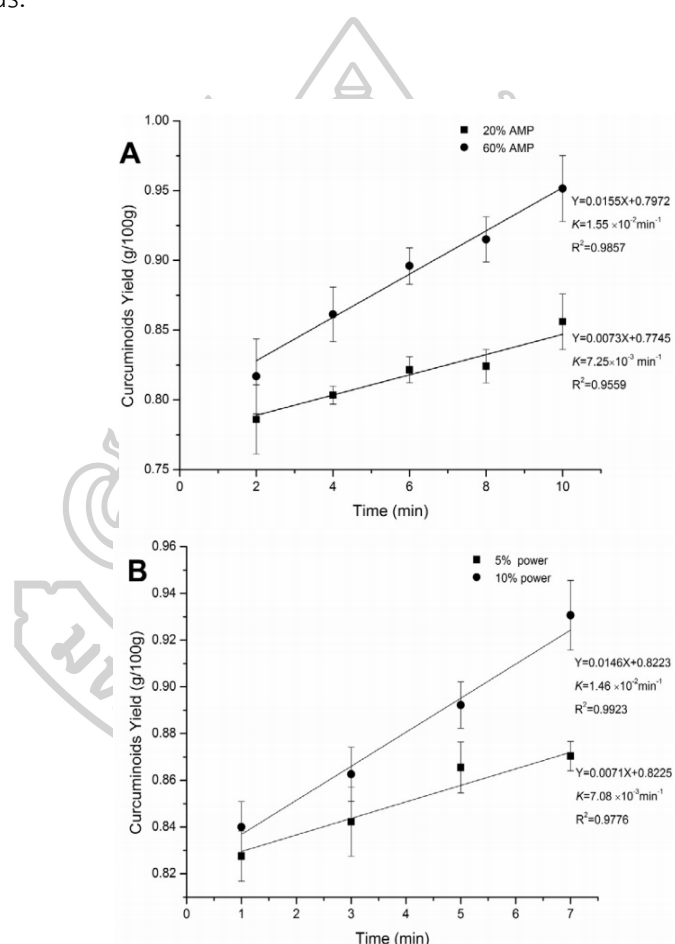 A
1.00
0.95
0.90
0.85
0.80
0.75
0 2 4 6 8 10
Curcuminoids Yield (g/100g)
Time (min)
20% AMP
60% AMP
Y=0.0155X+0.7972
K=1.55 ×10⁻²min⁻¹
R²=0.9857
Y=0.0073X+0.7745
K=7.25×10⁻³ min⁻¹
R²=0.9559
B
0.96
0.94
0.92
0.90
0.88
0.86
0.84
0.82
0 1 2 3 4 5 6 7
Curcuminoids Yield (g/100g)
Time (min)
5% power
10% power
Y=0.0146X+0.8223
K=1.46 ×10⁻²min⁻¹
R²=0.9923
Y=0.0071X+0.8225
K=7.08 ×10⁻³min⁻¹
R²=0.9776